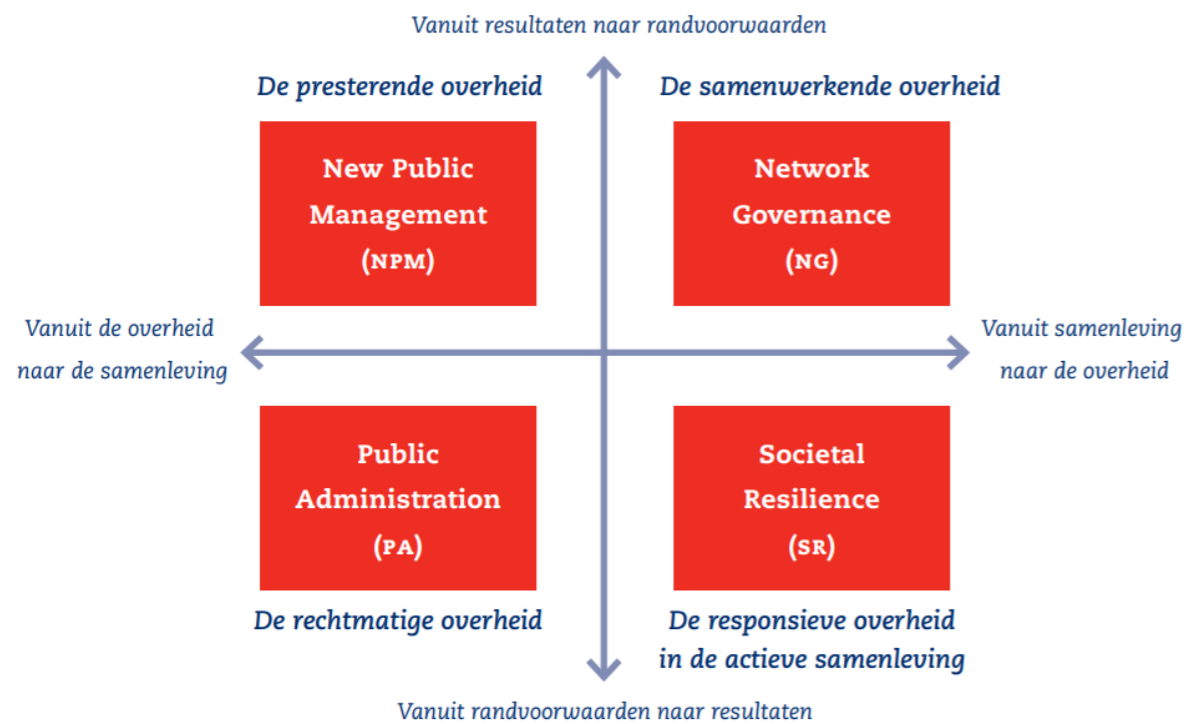 Vanuit resultaten naar randvoorwaarden
De presterende overheid
De samenwerkende overheid
New Public
Management
(NPM)
Network
Governance
(NG)
Vanuit de overheid
naar de samenleving
Vanuit samenleving
naar de overheid
Public
Administration
(PA)
Societal
Resilience
(SR)
De rechtmatige overheid
De responsieve overheid
in de actieve samenleving
Vanuit randvoorwaarden naar resultaten